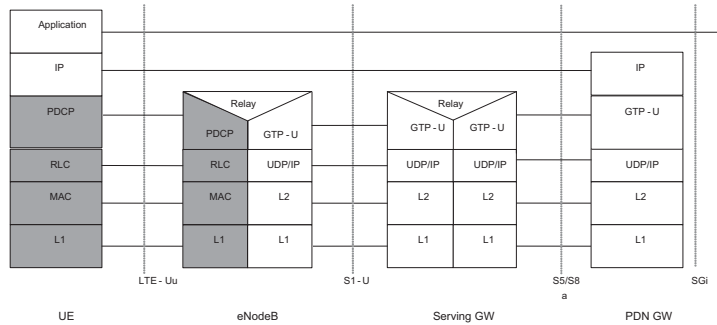 Application
IP
IP
Relay
Relay
PDCP
GTP - U
PDCP
GTP - U
GTP - U
GTP - U
RLC
RLC
UDP/IP
UDP/IP
UDP/IP
UDP/IP
MAC
MAC
L2
L2
L2
L2
L1
L1
L1
L1
L1
L1
LTE - Uu
S1 - U
S5/S8
a
SGi
UE
eNodeB
Serving GW
PDN GW